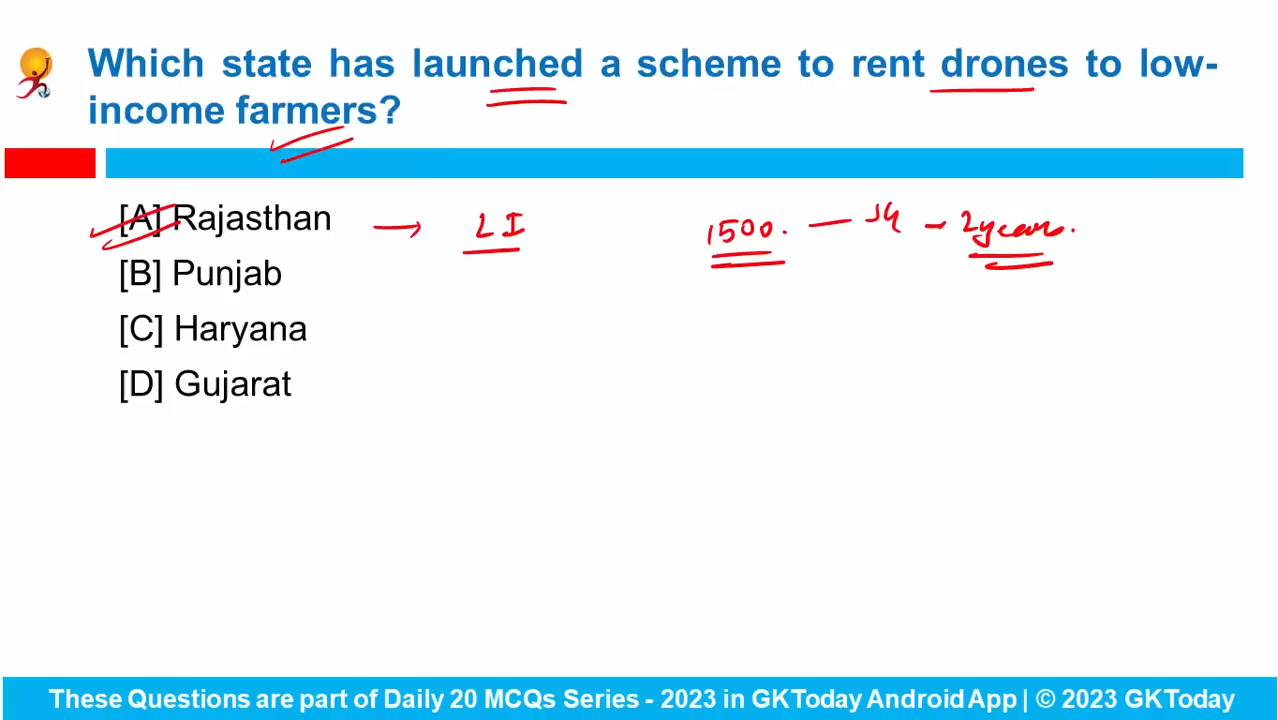 Which state has launched a scheme to rent drones to low-
income farmers?
[A] Rajasthan → LI 1500. — — 2years.
[B] Punjab
[C] Haryana
[D] Gujarat
These Questions are part of Daily 20 MCQs Series - 2023 in GKToday Android App | © 2023 GKToday